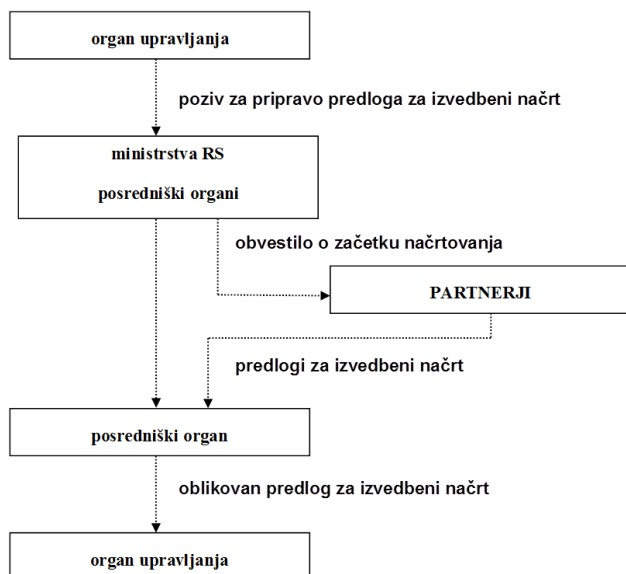 organ upravljanja
poziv za pripravo predloga za izvedbeni načrt
ministrstva RS
posredniški organi
obvestilo o začetku načrtovanja
PARTNERJI
predlogi za izvedbeni načrt
posredniški organ
oblikovan predlog za izvedbeni načrt
organ upravljanja